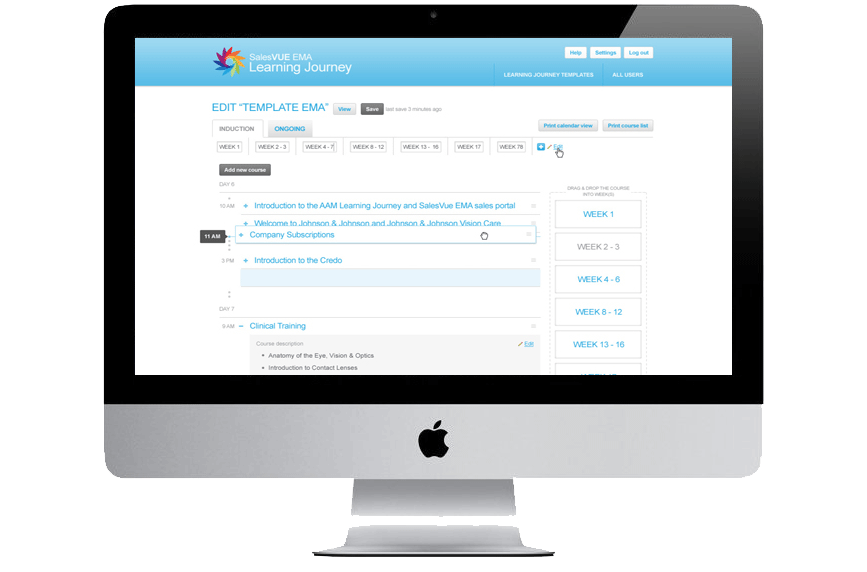 SalesVUE EMA
Learning Journey
Help
Settings
Log out
LEARNING JOURNEY TEMPLATES
ALL USERS
EDIT “TEMPLATE EMA”
View
Save
last save 3 minutes ago
INDUCTION
ONGOING
Print calendar view
Print course list
WEEK 1
WEEK 2 - 3
WEEK 4 - 7
WEEK 8 - 12
WEEK 13 - 16
WEEK 17
WEEK 78
Edit
Add new course
DAY 6
10 AM
Introduction to the AAM Learning Journey and SalesVue EMA sales portal
Welcome to Johnson & Johnson and Johnson & Johnson Vision Care
11 AM
Company Subscriptions
3 PM
Introduction to the Credo
DAY 7
9 AM
Clinical Training
Course description
Edit
Anatomy of the Eye, Vision & Optics
Introduction to Contact Lenses
DRAG & DROP THE COURSE
INTO WEEK(S)
WEEK 1
WEEK 2 - 3
WEEK 4 - 6
WEEK 8 - 12
WEEK 13 - 16